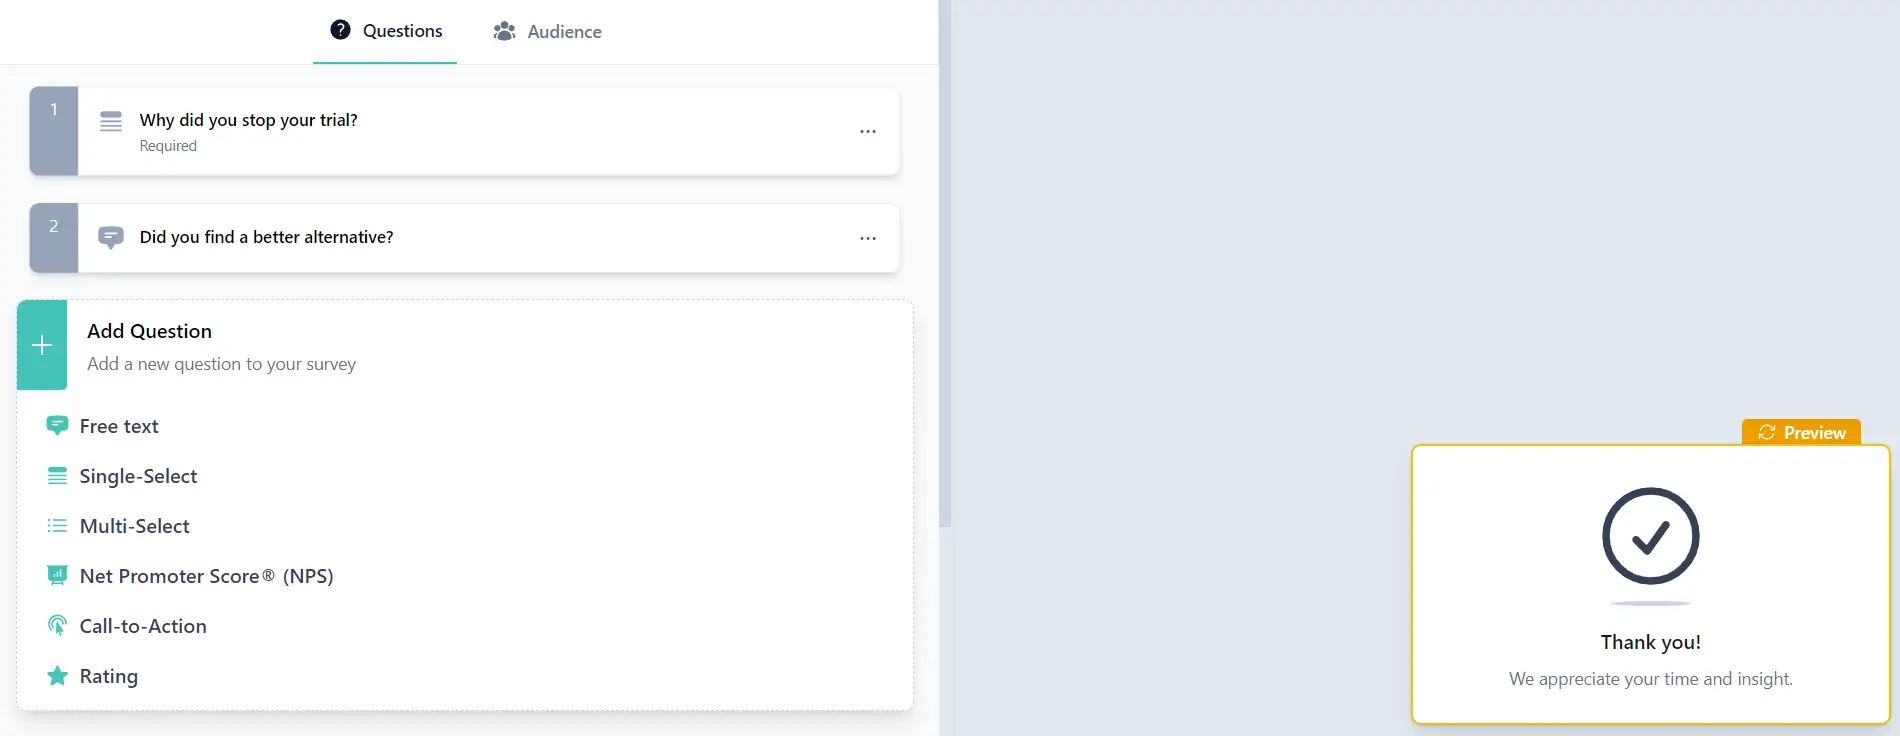 Questions
Audience
1
Why did you stop your trial?
Required
...
2
Did you find a better alternative?
...
Add Question
Add a new question to your survey
Free text
Single-Select
Multi-Select
Net Promoter Score® (NPS)
Call-to-Action
Rating
Preview
Thank you!
We appreciate your time and insight.